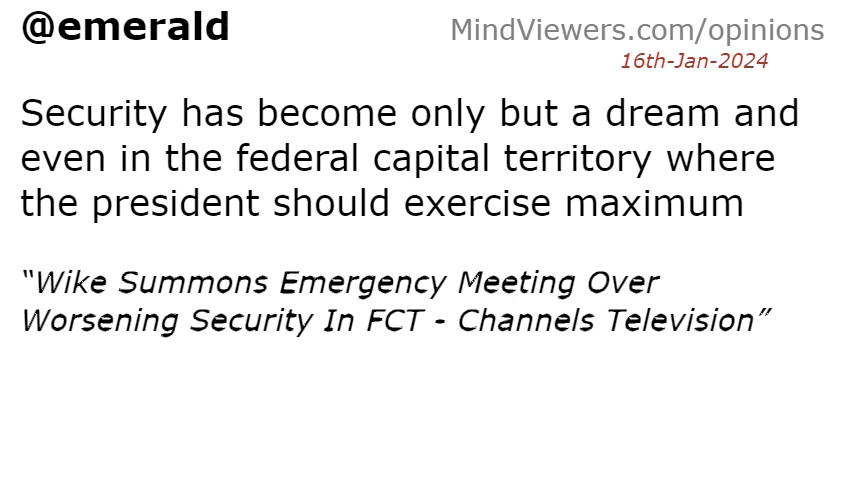 @emerald
MindViewers.com/opinions
16th-Jan-2024
Security has become only but a dream and
even in the federal capital territory where
the president should exercise maximum
“Wike Summons Emergency Meeting Over
Worsening Security In FCT - Channels Television”